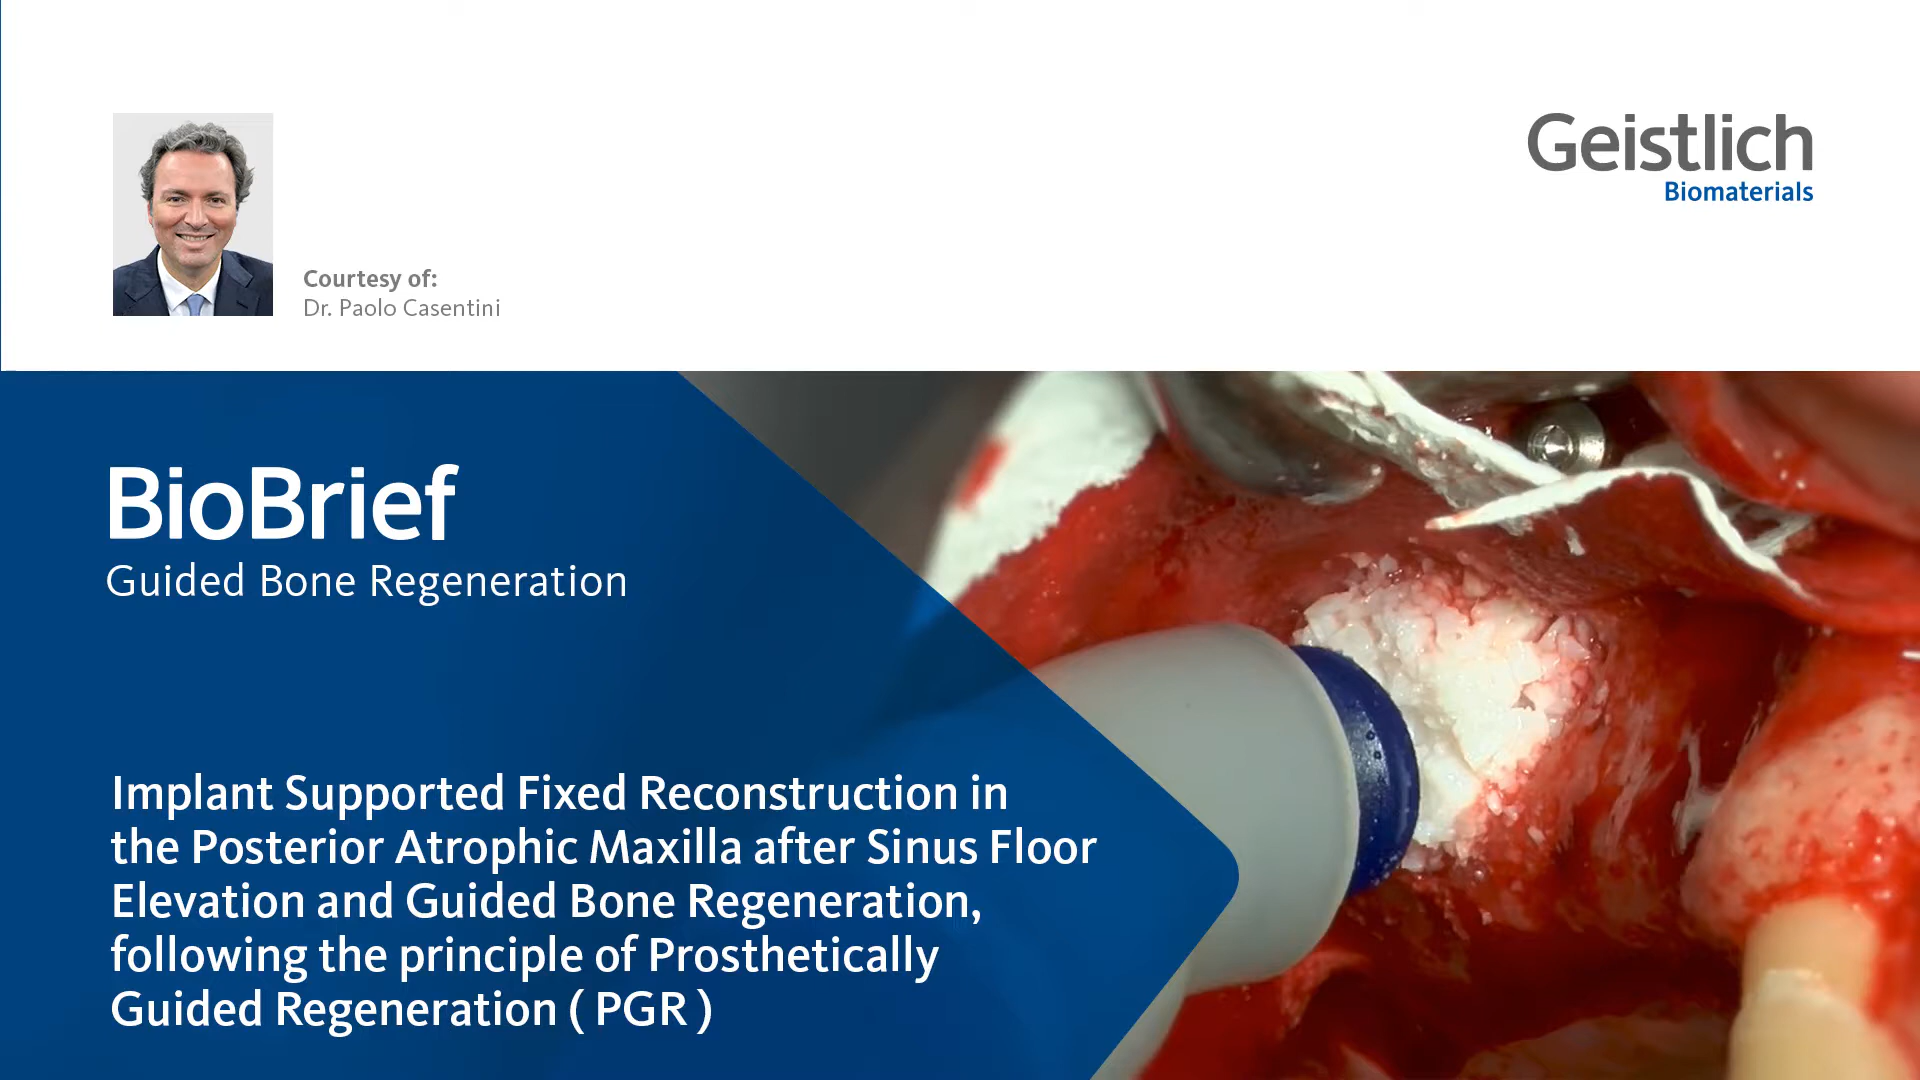 Geistlich
Biomaterials
Courtesy of:
Dr. Paolo Casentini
BioBrief
Guided Bone Regeneration
Implant Supported Fixed Reconstruction in
the Posterior Atrophic Maxilla after Sinus Floor
Elevation and Guided Bone Regeneration,
following the principle of Prosthetically
Guided Regeneration ( PGR )